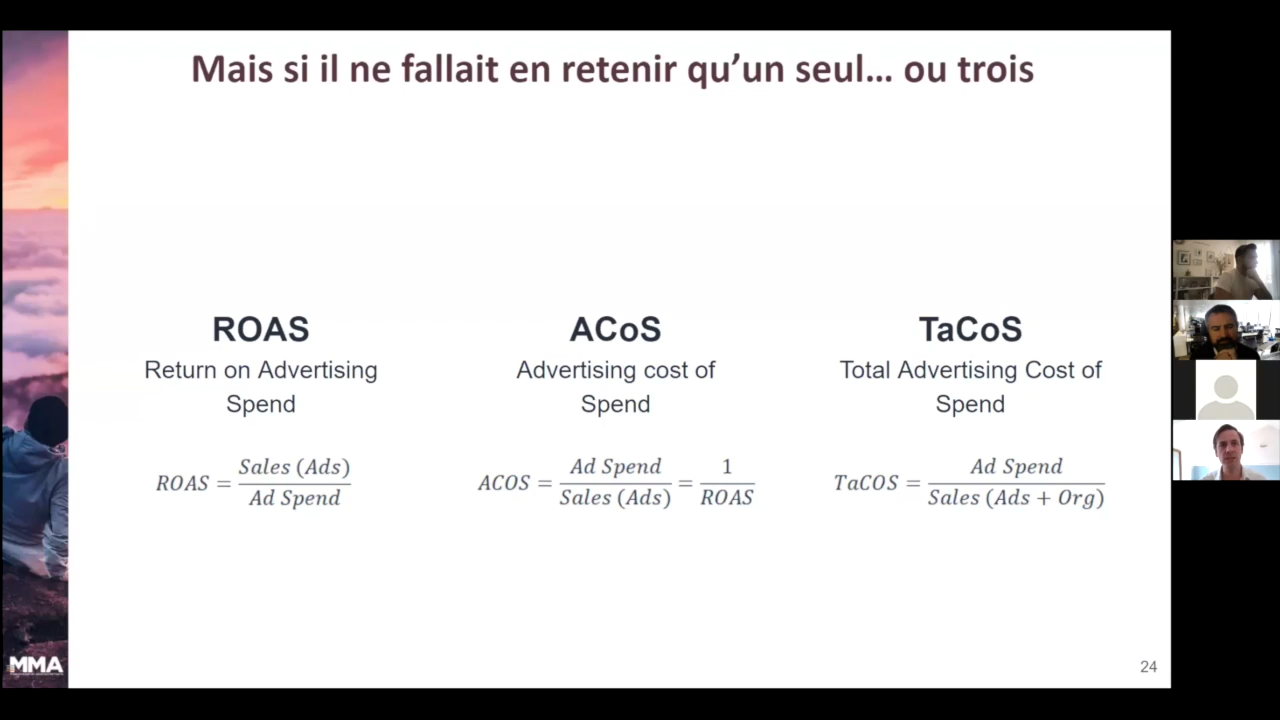 Mais si il ne fallait en retenir qu’un seul… ou trois
ROAS
Return on Advertising
Spend
ROAS = Sales (Ads) / Ad Spend
ACoS
Advertising cost of
Spend
ACOS = Ad Spend / Sales (Ads) = 1 / ROAS
TaCoS
Total Advertising Cost of
Spend
TaCOS = Ad Spend / Sales (Ads + Org)
MMA
24